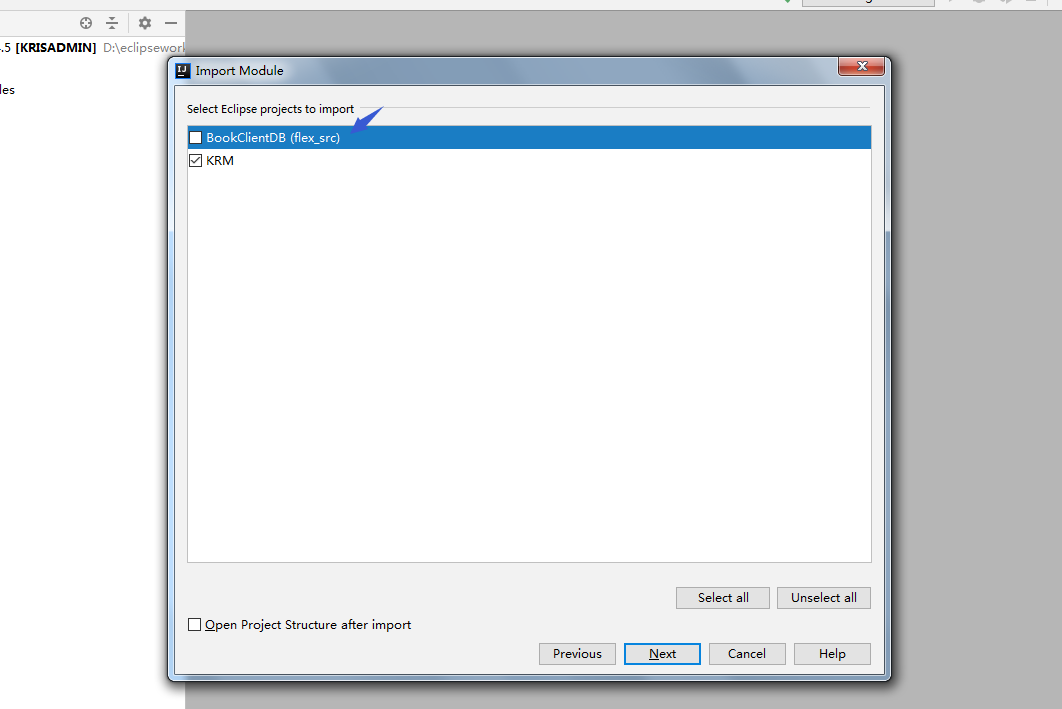 .5 [KRISADMIN] D:\eclipsework
les
Import Module
Select Eclipse projects to import
BookClientDB (flex_src)
KRM
Select all
Unselect all
Open Project Structure after import
Previous
Next
Cancel
Help